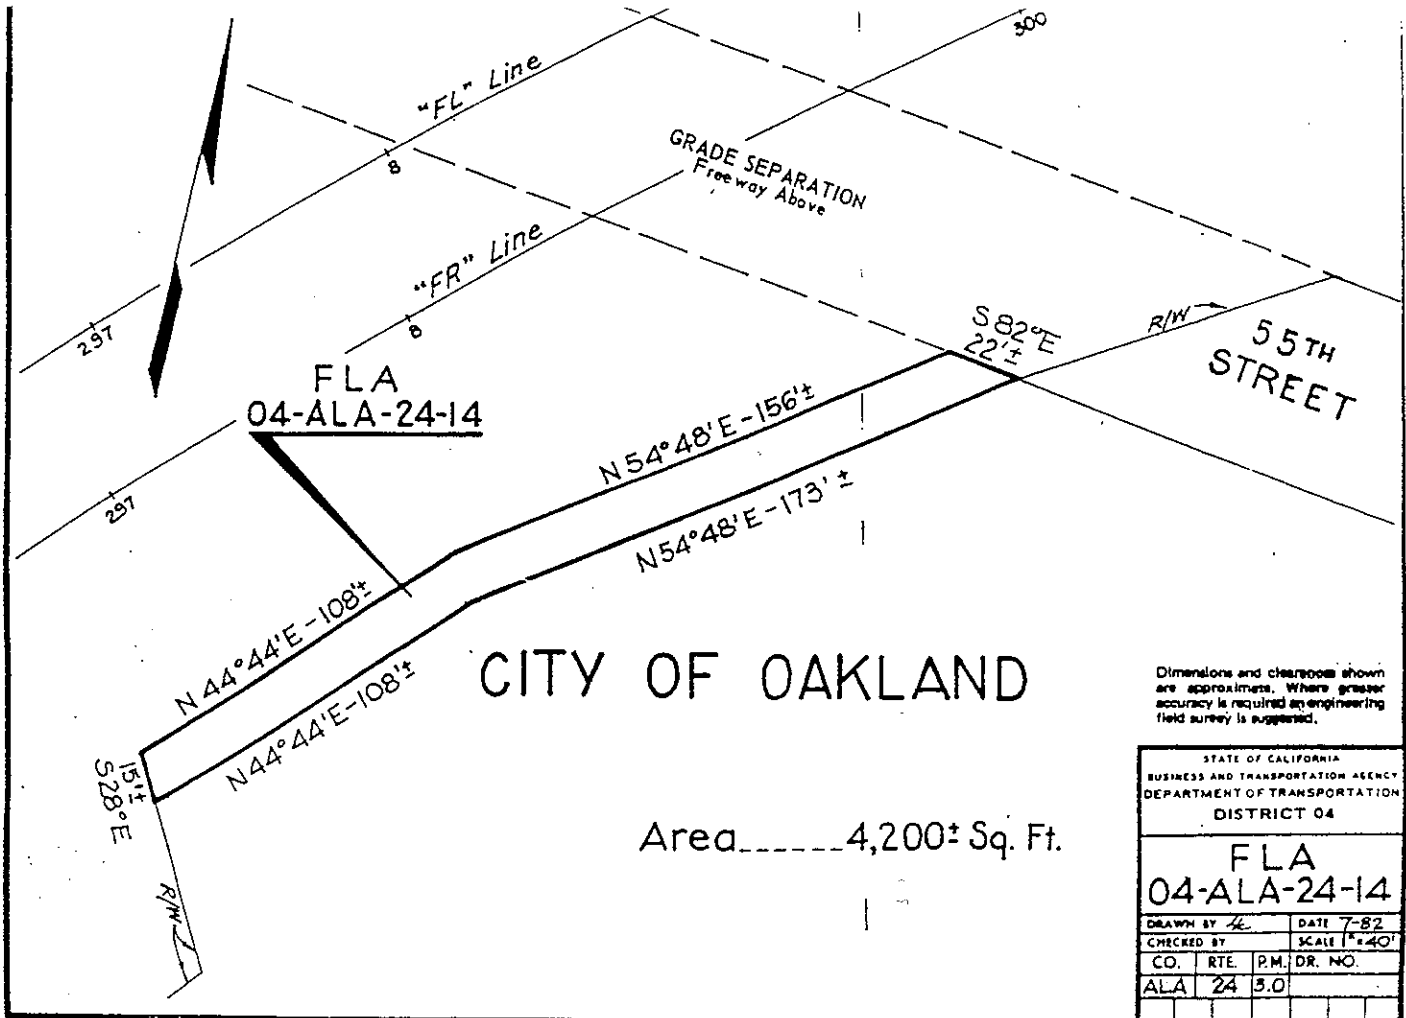 300
"FL" Line
8
GRADE SEPARATION
Freeway Above
"FR" Line
8
297
S 82°E
22'±
R/W
55TH
STREET
FLA
04-ALA-24-14
297
N 54°48'E-156'±
N 54°48'E-173'±
N 44°44'E-108'±
N 44°44'E-108'±
15'±
S28°E
R/W
CITY OF OAKLAND
Area______4,200± Sq. Ft.
Dimensions and clearances shown
are approximate. Where greater
accuracy is required an engineering
field survey is suggested.
STATE OF CALIFORNIA
BUSINESS AND TRANSPORTATION AGENCY
DEPARTMENT OF TRANSPORTATION
DISTRICT 04
FLA
04-ALA-24-14
DRAWN BY DATE 7-82
CHECKED BY SCALE 1"=40'
CO. RTE. P.M. DR. NO.
ALA 24 3.0